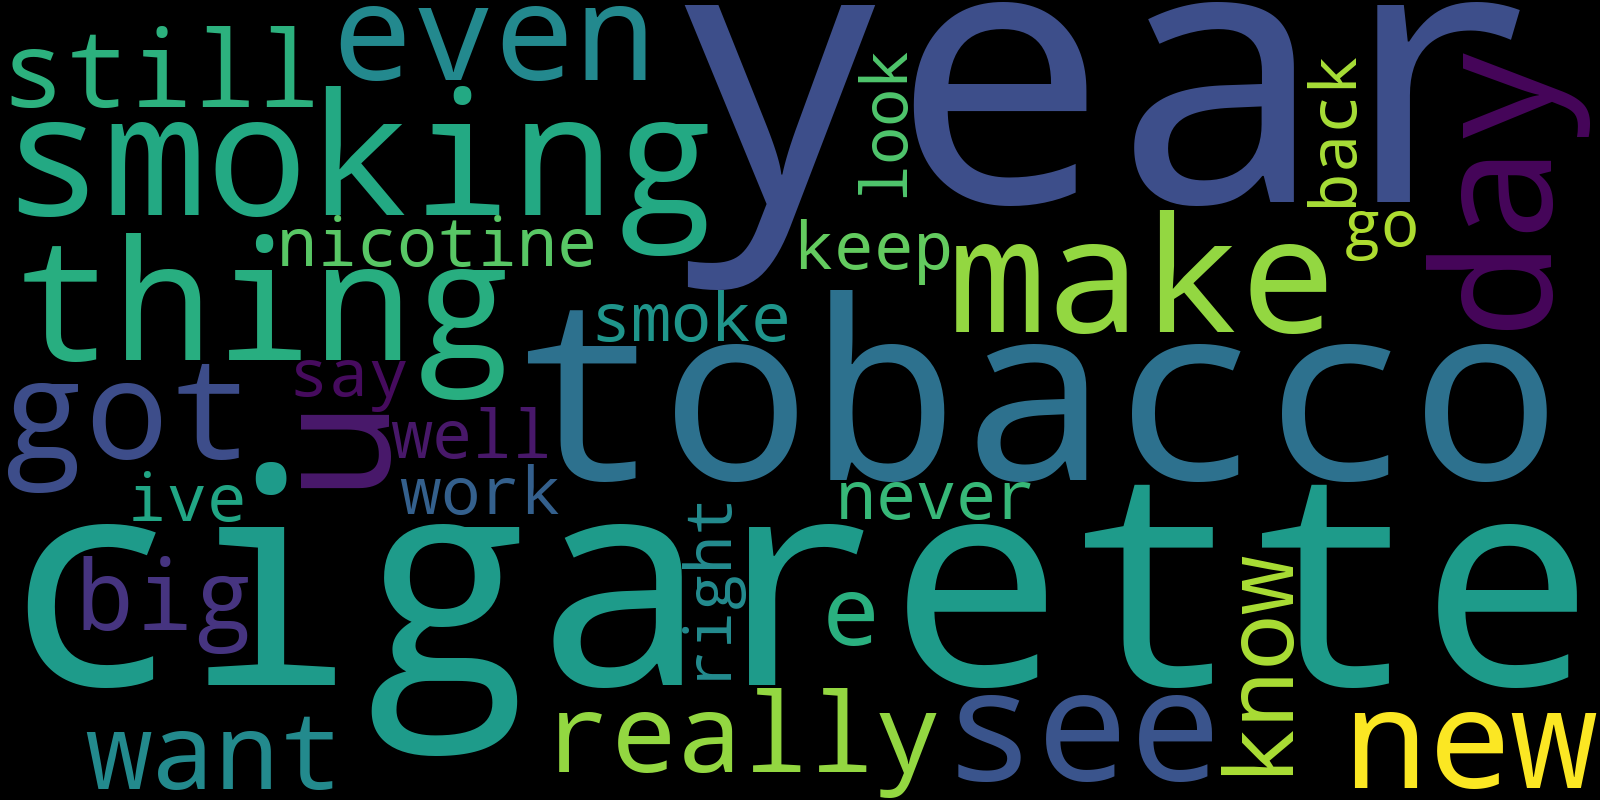 still
even
year
look
back
day
smoking
nicotine
keep
make
go
thing
smoke
tobacco
say
got
u
well
work
ive
never
cigarette
big
right
e
know
want
really
see
new